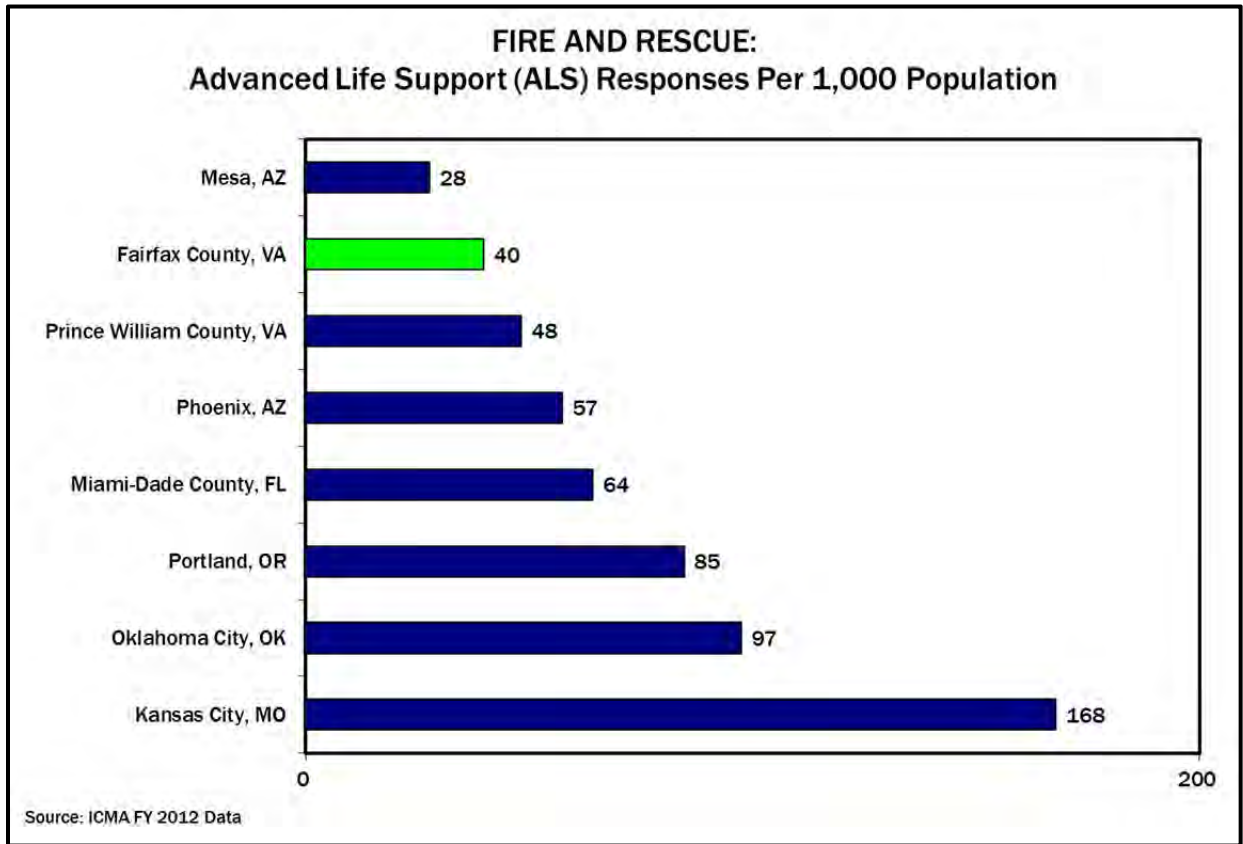 FIRE AND RESCUE:
Advanced Life Support (ALS) Responses Per 1,000 Population
Mesa, AZ 28
Fairfax County, VA 40
Prince William County, VA 48
Phoenix, AZ 57
Miami-Dade County, FL 64
Portland, OR 85
Oklahoma City, OK 97
Kansas City, MO 168
0 200
Source: ICMA FY 2012 Data